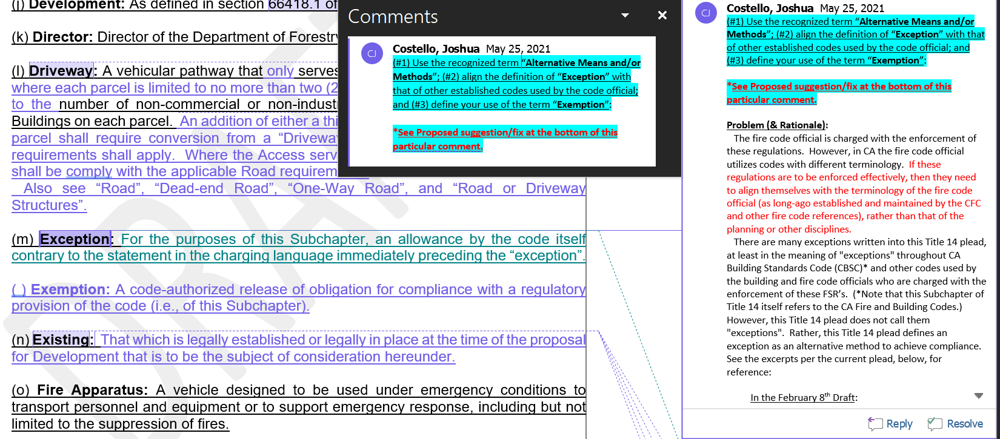 (j) Development: As defined in section 66418.1 of
(k) Director: Director of the Department of Forestry
(l) Driveway: A vehicular pathway that only serves
where each parcel is limited to no more than two (2
to the number of non-commercial or non-industr
Buildings on each parcel. An addition of either a thi
parcel shall require conversion from a “Driveway
requirements shall apply. Where the Access serv
shall be comply with the applicable Road requirem
Also see “Road”, “Dead-end Road”, “One-Way Road”, and “Road or Driveway
Structures”.
(m) Exception: For the purposes of this Subchapter, an allowance by the code itself
contrary to the statement in the charging language immediately preceding the “exception”.
( ) Exemption: A code-authorized release of obligation for compliance with a regulatory
provision of the code (i.e., of this Subchapter).
(n) Existing: That which is legally established or legally in place at the time of the proposal
for Development that is to be the subject of consideration hereunder.
(o) Fire Apparatus: A vehicle designed to be used under emergency conditions to
transport personnel and equipment or to support emergency response, including but not
limited to the suppression of fires.
DRAFT
Comments
CJ
Costello, Joshua May 25, 2021
(#1) Use the recognized term “Alternative Means and/or
Methods”; (#2) align the definition of “Exception” with
that of other established codes used by the code official;
and (#3) define your use of the term “Exemption”:
*See Proposed suggestion/fix at the bottom of this
particular comment.
CJ
Costello, Joshua May 25, 2021
(#1) Use the recognized term “Alternative Means and/or
Methods”; (#2) align the definition of “Exception” with that
of other established codes used by the code official; and
(#3) define your use of the term “Exemption”:
*See Proposed suggestion/fix at the bottom of this
particular comment.
Problem (& Rationale):
The fire code official is charged with the enforcement of
these regulations. However, in CA the fire code official
utilizes codes with different terminology. If these
regulations are to be enforced effectively, then they need
to align themselves with the terminology of the fire code
official (as long-ago established and maintained by the CFC
and other fire code references), rather than that of the
planning or other disciplines.
There are many exceptions written into this Title 14 plead,
at least in the meaning of "exceptions" throughout CA
Building Standards Code (CBSC)* and other codes used by
the building and fire code officials who are charged with the
enforcement of these FSR’s. (*Note that this Subchapter of
Title 14 itself refers to the CA Fire and Building Codes.)
However, this Title 14 plead does not call them
"exceptions". Rather, this Title 14 plead defines an
exception as an alternative method to achieve compliance.
See the excerpts per the current plead, below, for
reference:
In the February 8th Draft:
Reply Resolve